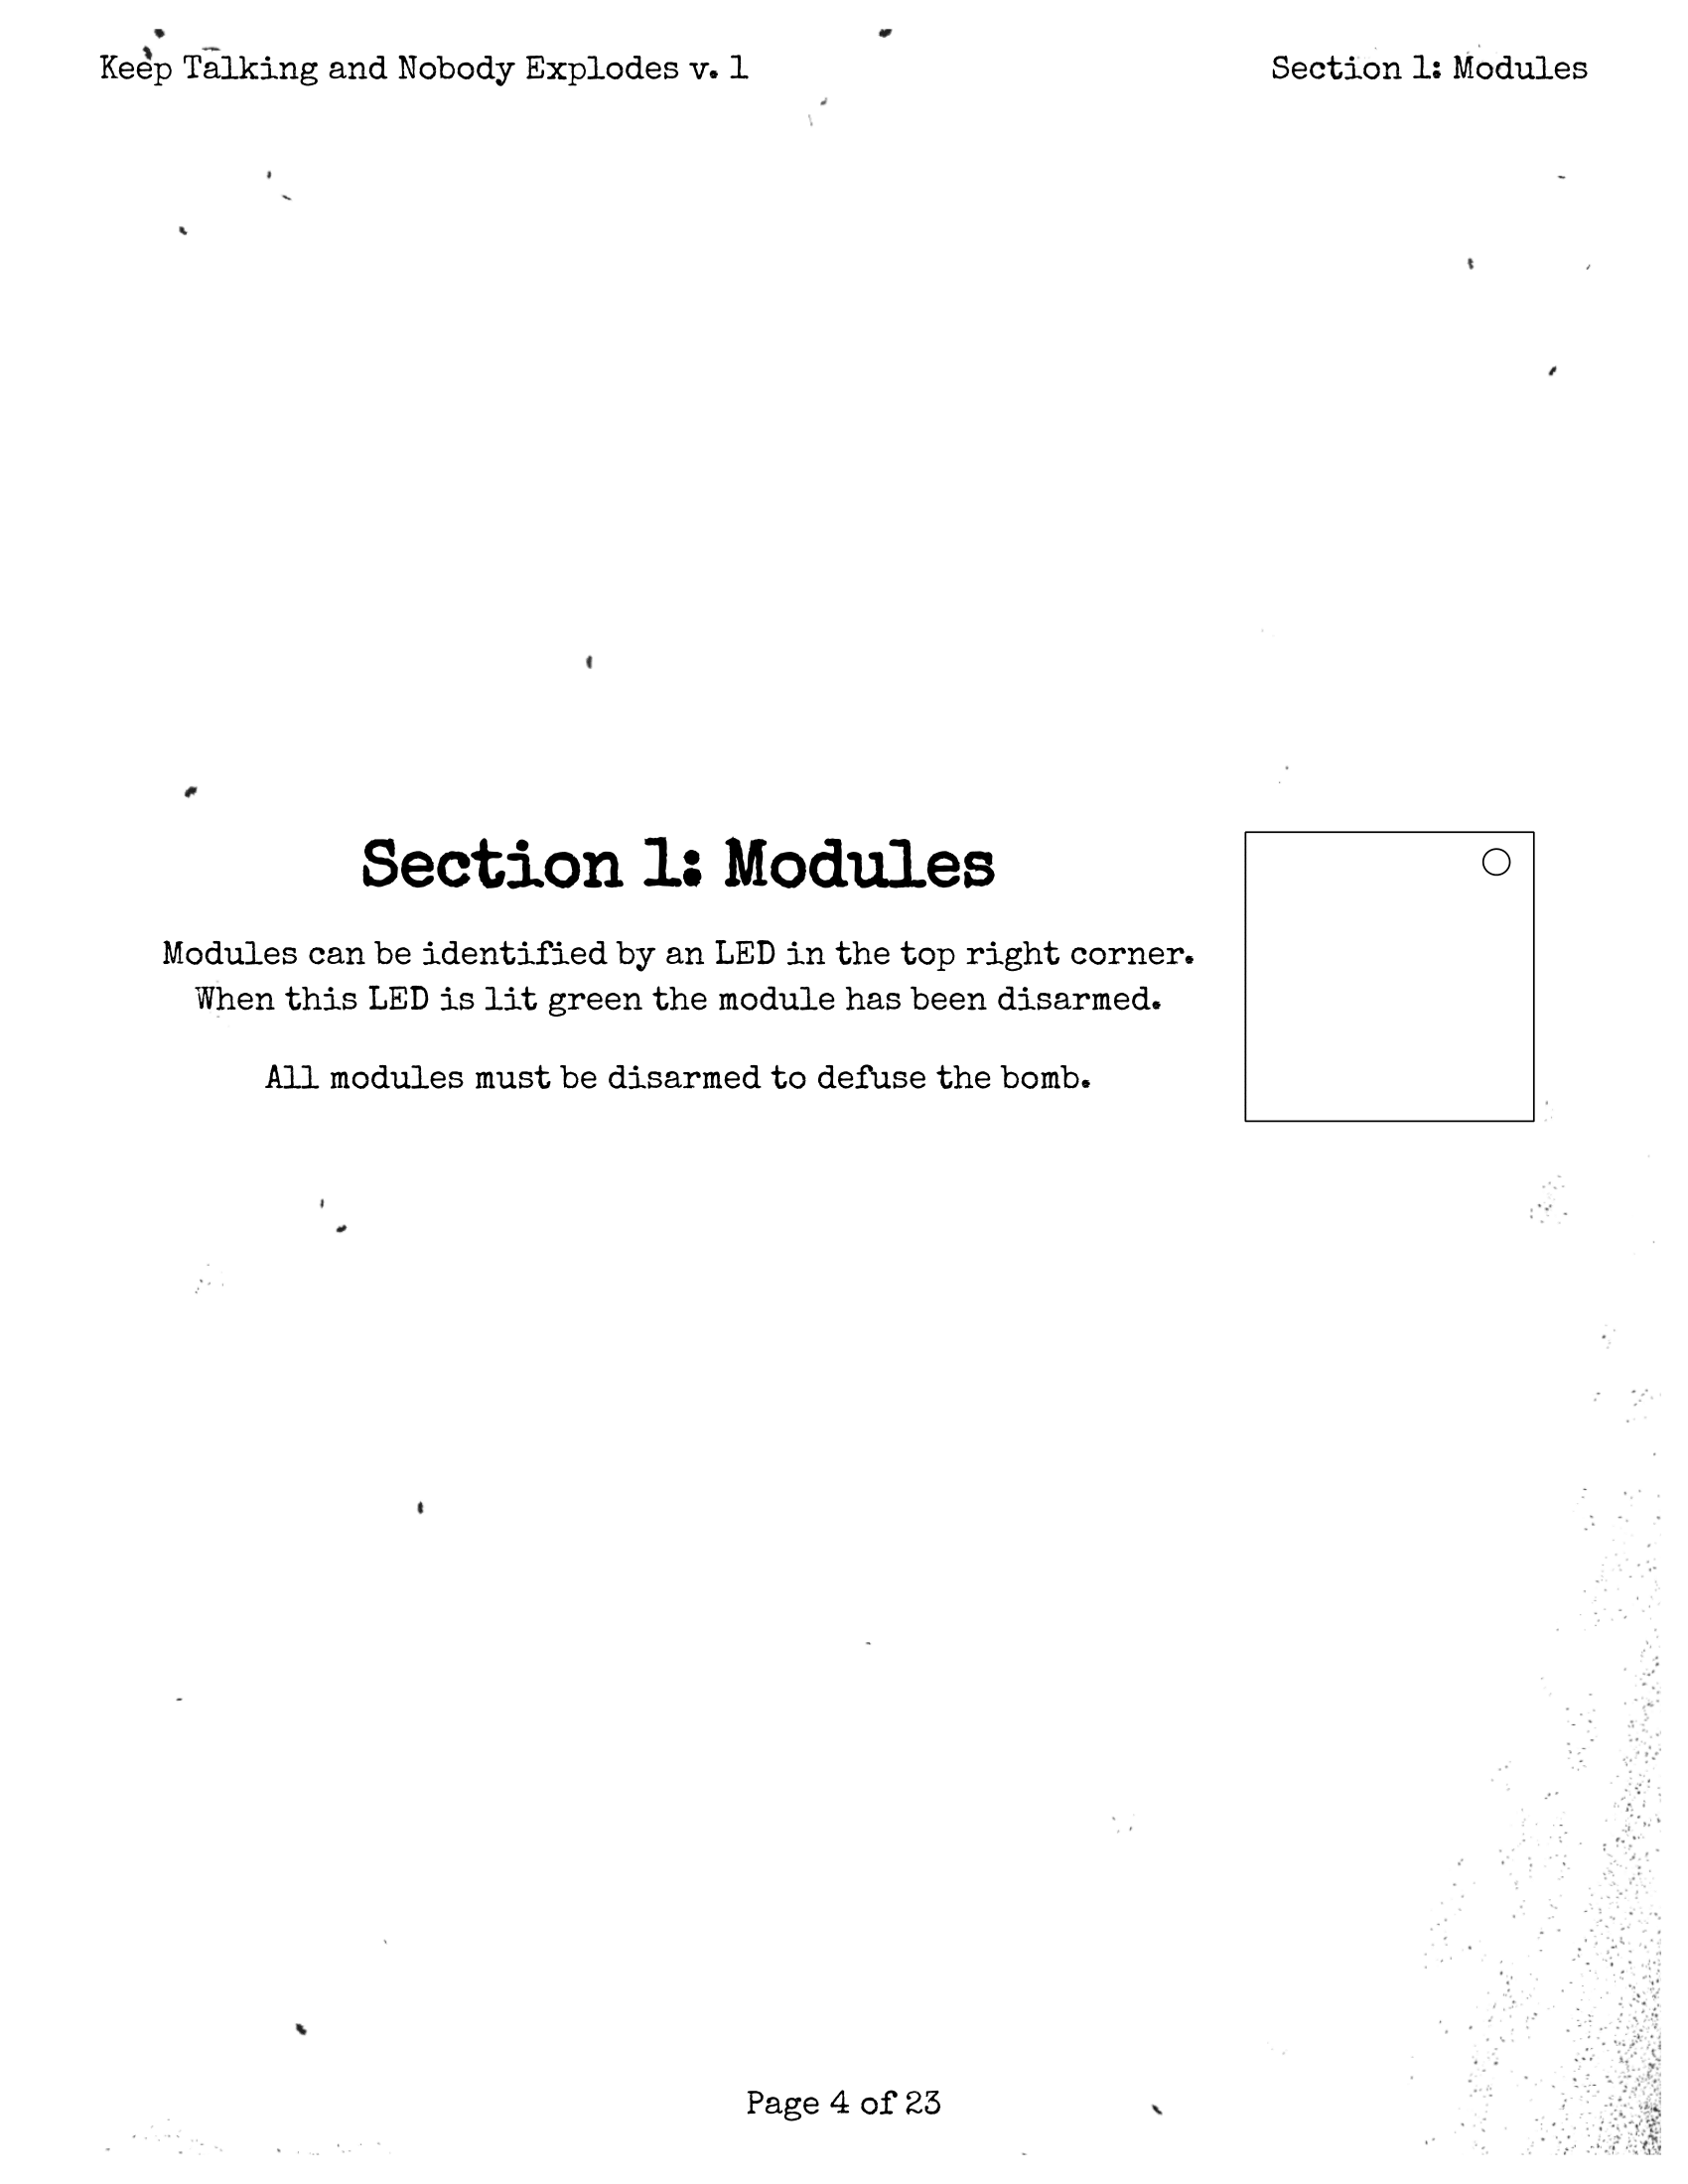 Keep Talking and Nobody Explodes v. 1
Section 1: Modules
Section 1: Modules
Modules can be identified by an LED in the top right corner.
When this LED is lit green the module has been disarmed.
All modules must be disarmed to defuse the bomb.
Page 4 of 23